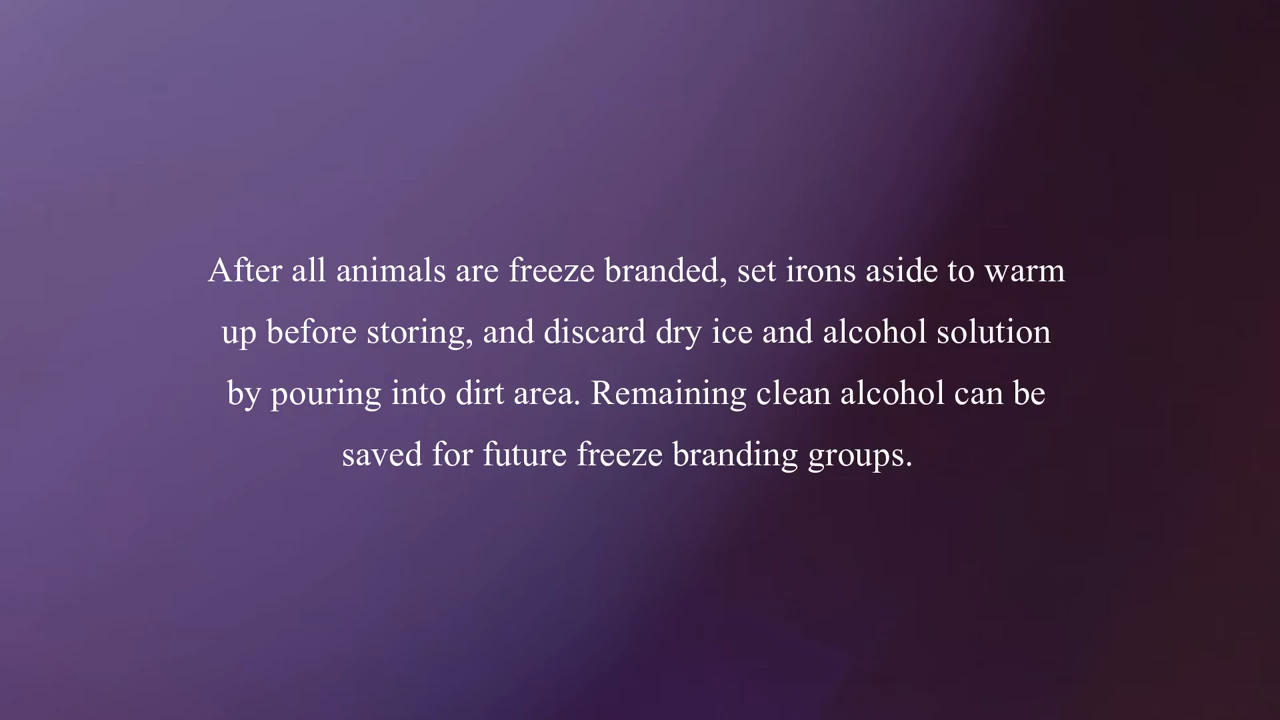 After all animals are freeze branded, set irons aside to warm
up before storing, and discard dry ice and alcohol solution
by pouring into dirt area. Remaining clean alcohol can be
saved for future freeze branding groups.